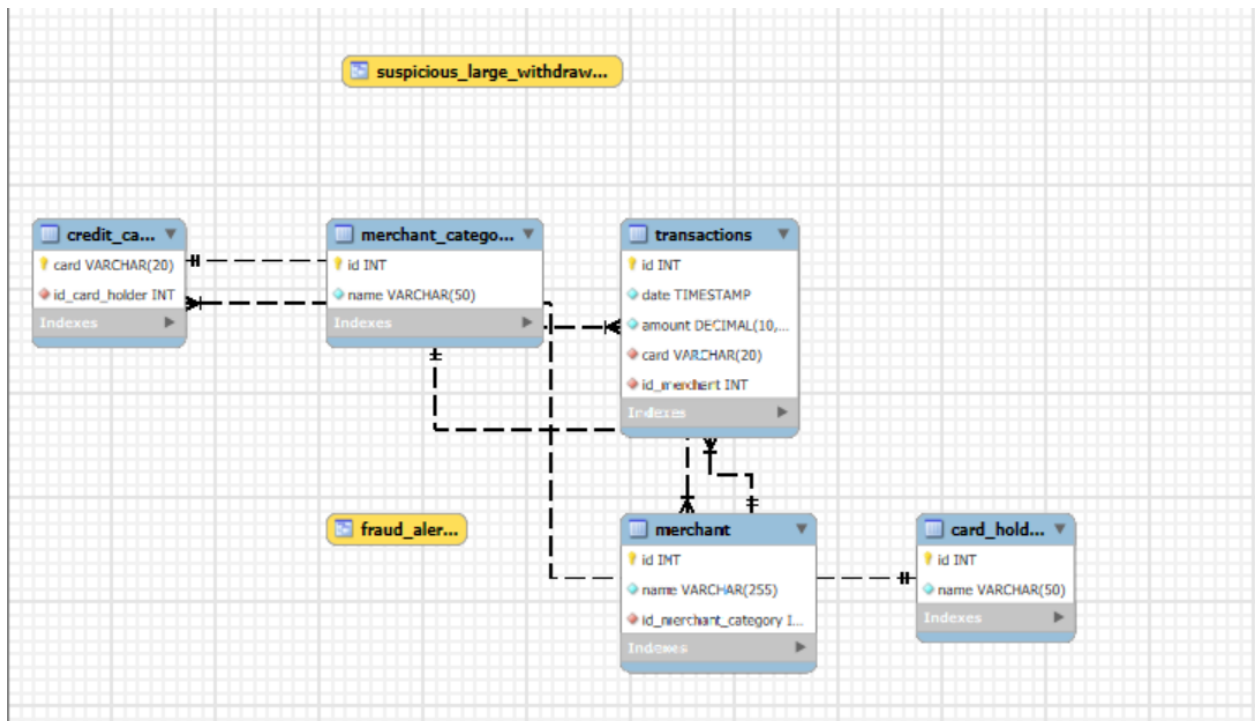 suspicious_large_withdraw...
credit_ca...
card VARCHAR(20)
id_card_holder INT
Indexes
merchant_catego...
id INT
name VARCHAR(50)
Indexes
transactions
id INT
date TIMESTAMP
amount DECIMAL(10,...
card VARCHAR(20)
id_merchant INT
Indexes
fraud_aler...
merchant
id INT
name VARCHAR(255)
id_merchant_category I...
Indexes
card_hold...
id INT
name VARCHAR(50)
Indexes